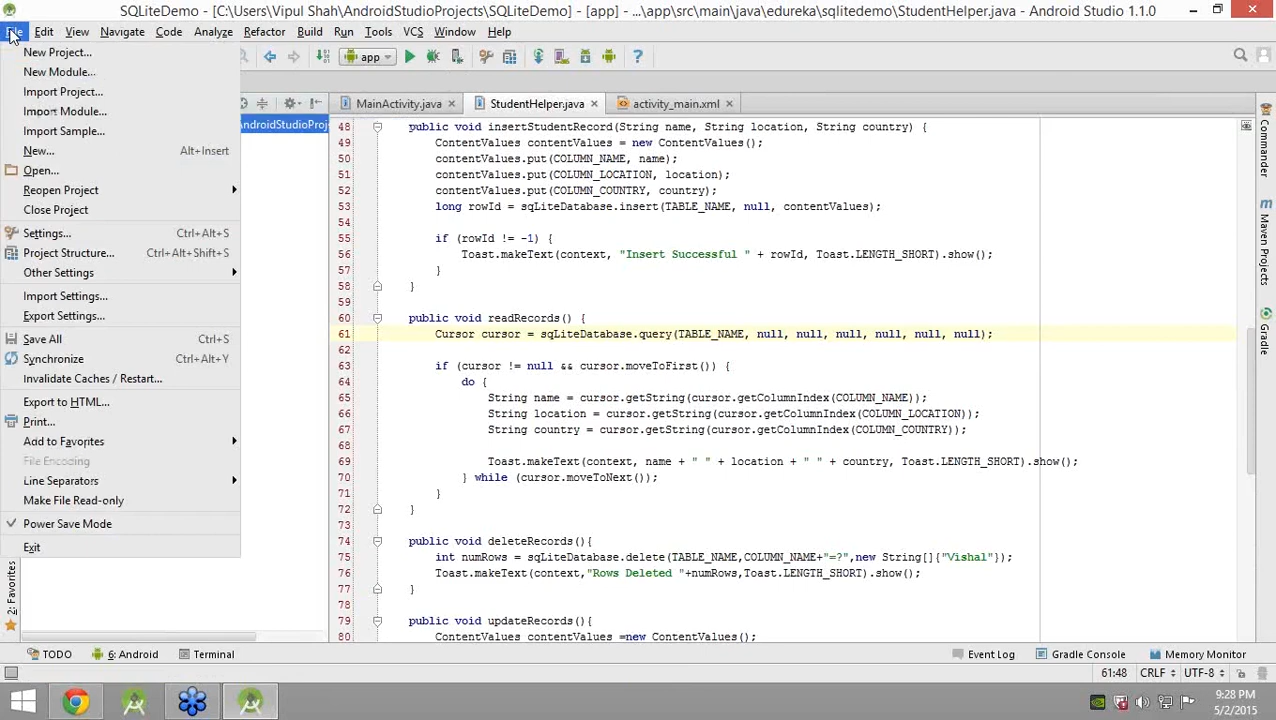 SQLiteDemo - [C:\Users\Vipul Shah\AndroidStudioProjects\SQLiteDemo] - [app] - ...\app\src\main\java\edureka\sqlitedemo\StudentHelper.java - Android Studio 1.1.0
File Edit View Navigate Code Analyze Refactor Build Run Tools VCS Window Help
New Project...
New Module...
Import Project...
Import Module...
Import Sample...
New... Alt+Insert
Open...
Reopen Project
Close Project
Settings... Ctrl+Alt+S
Project Structure... Ctrl+Alt+Shift+S
Other Settings
Import Settings...
Export Settings...
Save All Ctrl+S
Synchronize Ctrl+Alt+Y
Invalidate Caches / Restart...
Export to HTML...
Print...
Add to Favorites
File Encoding
Line Separators
Make File Read-only
Power Save Mode
Exit
2: Favorites
app
AndroidStudioProj
MainActivity.java StudentHelper.java activity_main.xml
48 public void insertStudentRecord(String name, String location, String country) {
49 ContentValues contentValues = new ContentValues();
50 contentValues.put(COLUMN_NAME, name);
51 contentValues.put(COLUMN_LOCATION, location);
52 contentValues.put(COLUMN_COUNTRY, country);
53 long rowId = sqLiteDatabase.insert(TABLE_NAME, null, contentValues);
54
55 if (rowId != -1) {
56 Toast.makeText(context, "Insert Successful " + rowId, Toast.LENGTH_SHORT).show();
57 }
58 }
59
60 public void readRecords() {
61 Cursor cursor = sqLiteDatabase.query(TABLE_NAME, null, null, null, null, null, null);
62
63 if (cursor != null && cursor.moveToFirst()) {
64 do {
65 String name = cursor.getString(cursor.getColumnIndex(COLUMN_NAME));
66 String location = cursor.getString(cursor.getColumnIndex(COLUMN_LOCATION));
67 String country = cursor.getString(cursor.getColumnIndex(COLUMN_COUNTRY));
68
69 Toast.makeText(context, name + " " + location + " " + country, Toast.LENGTH_SHORT).show();
70 } while (cursor.moveToNext());
71 }
72 }
73
74 public void deleteRecords(){
75 int numRows = sqLiteDatabase.delete(TABLE_NAME,COLUMN_NAME+"=?",new String[]{"Vishal"});
76 Toast.makeText(context,"Rows Deleted "+numRows,Toast.LENGTH_SHORT).show();
77 }
78
79 public void updateRecords(){
80 ContentValues contentValues =new ContentValues();
Commander
Maven Projects
Gradle
TODO 6: Android Terminal Event Log Gradle Console Memory Monitor
61:48 CRLF UTF-8
9:28 PM
5/2/2015